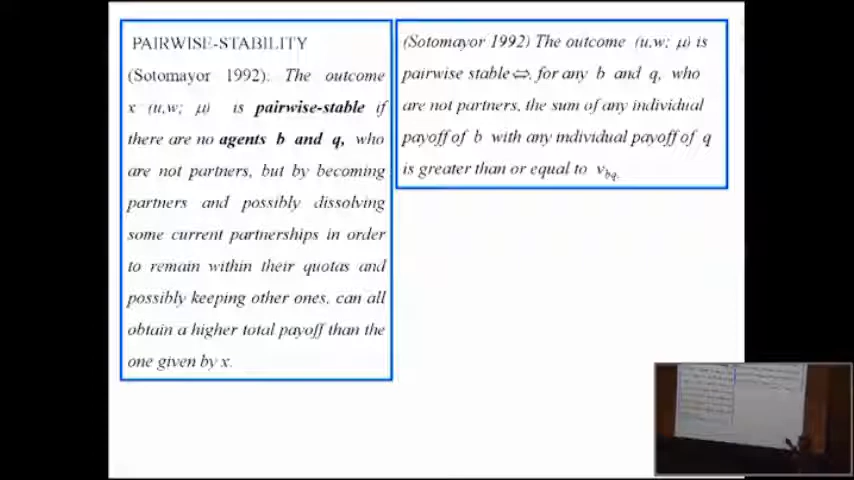 PAIRWISE-STABILITY
(Sotomayor 1992). The outcome
x (u,w; μ) is pairwise-stable if
there are no agents b and q, who
are not partners, but by becoming
partners and possibly dissolving
some current partnerships in order
to remain within their quotas and
possibly keeping other ones, can all
obtain a higher total payoff than the
one given by x.
(Sotomayor 1992) The outcome (u,w; μ) is
pairwise stable⇔, for any b and q, who
are not partners, the sum of any individual
payoff of b with any individual payoff of q
is greater than or equal to v_bq.